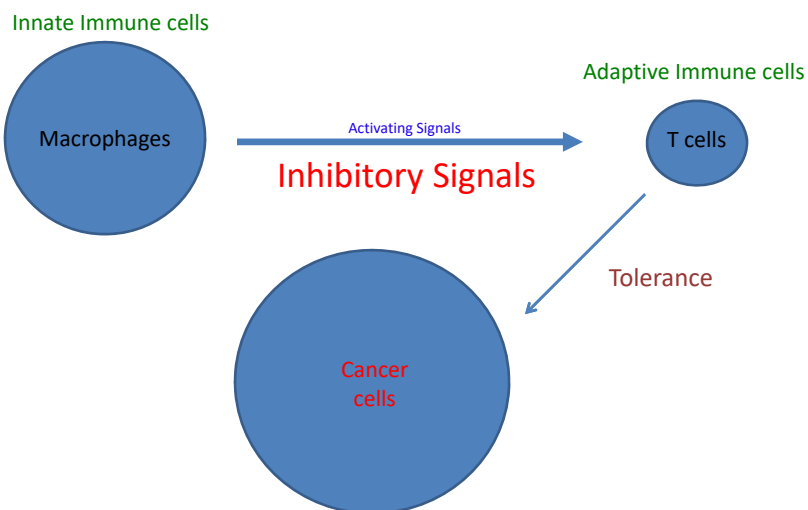 Innate Immune cells
Adaptive Immune cells
Macrophages
Activating Signals
T cells
Inhibitory Signals
Tolerance
Cancer
cells